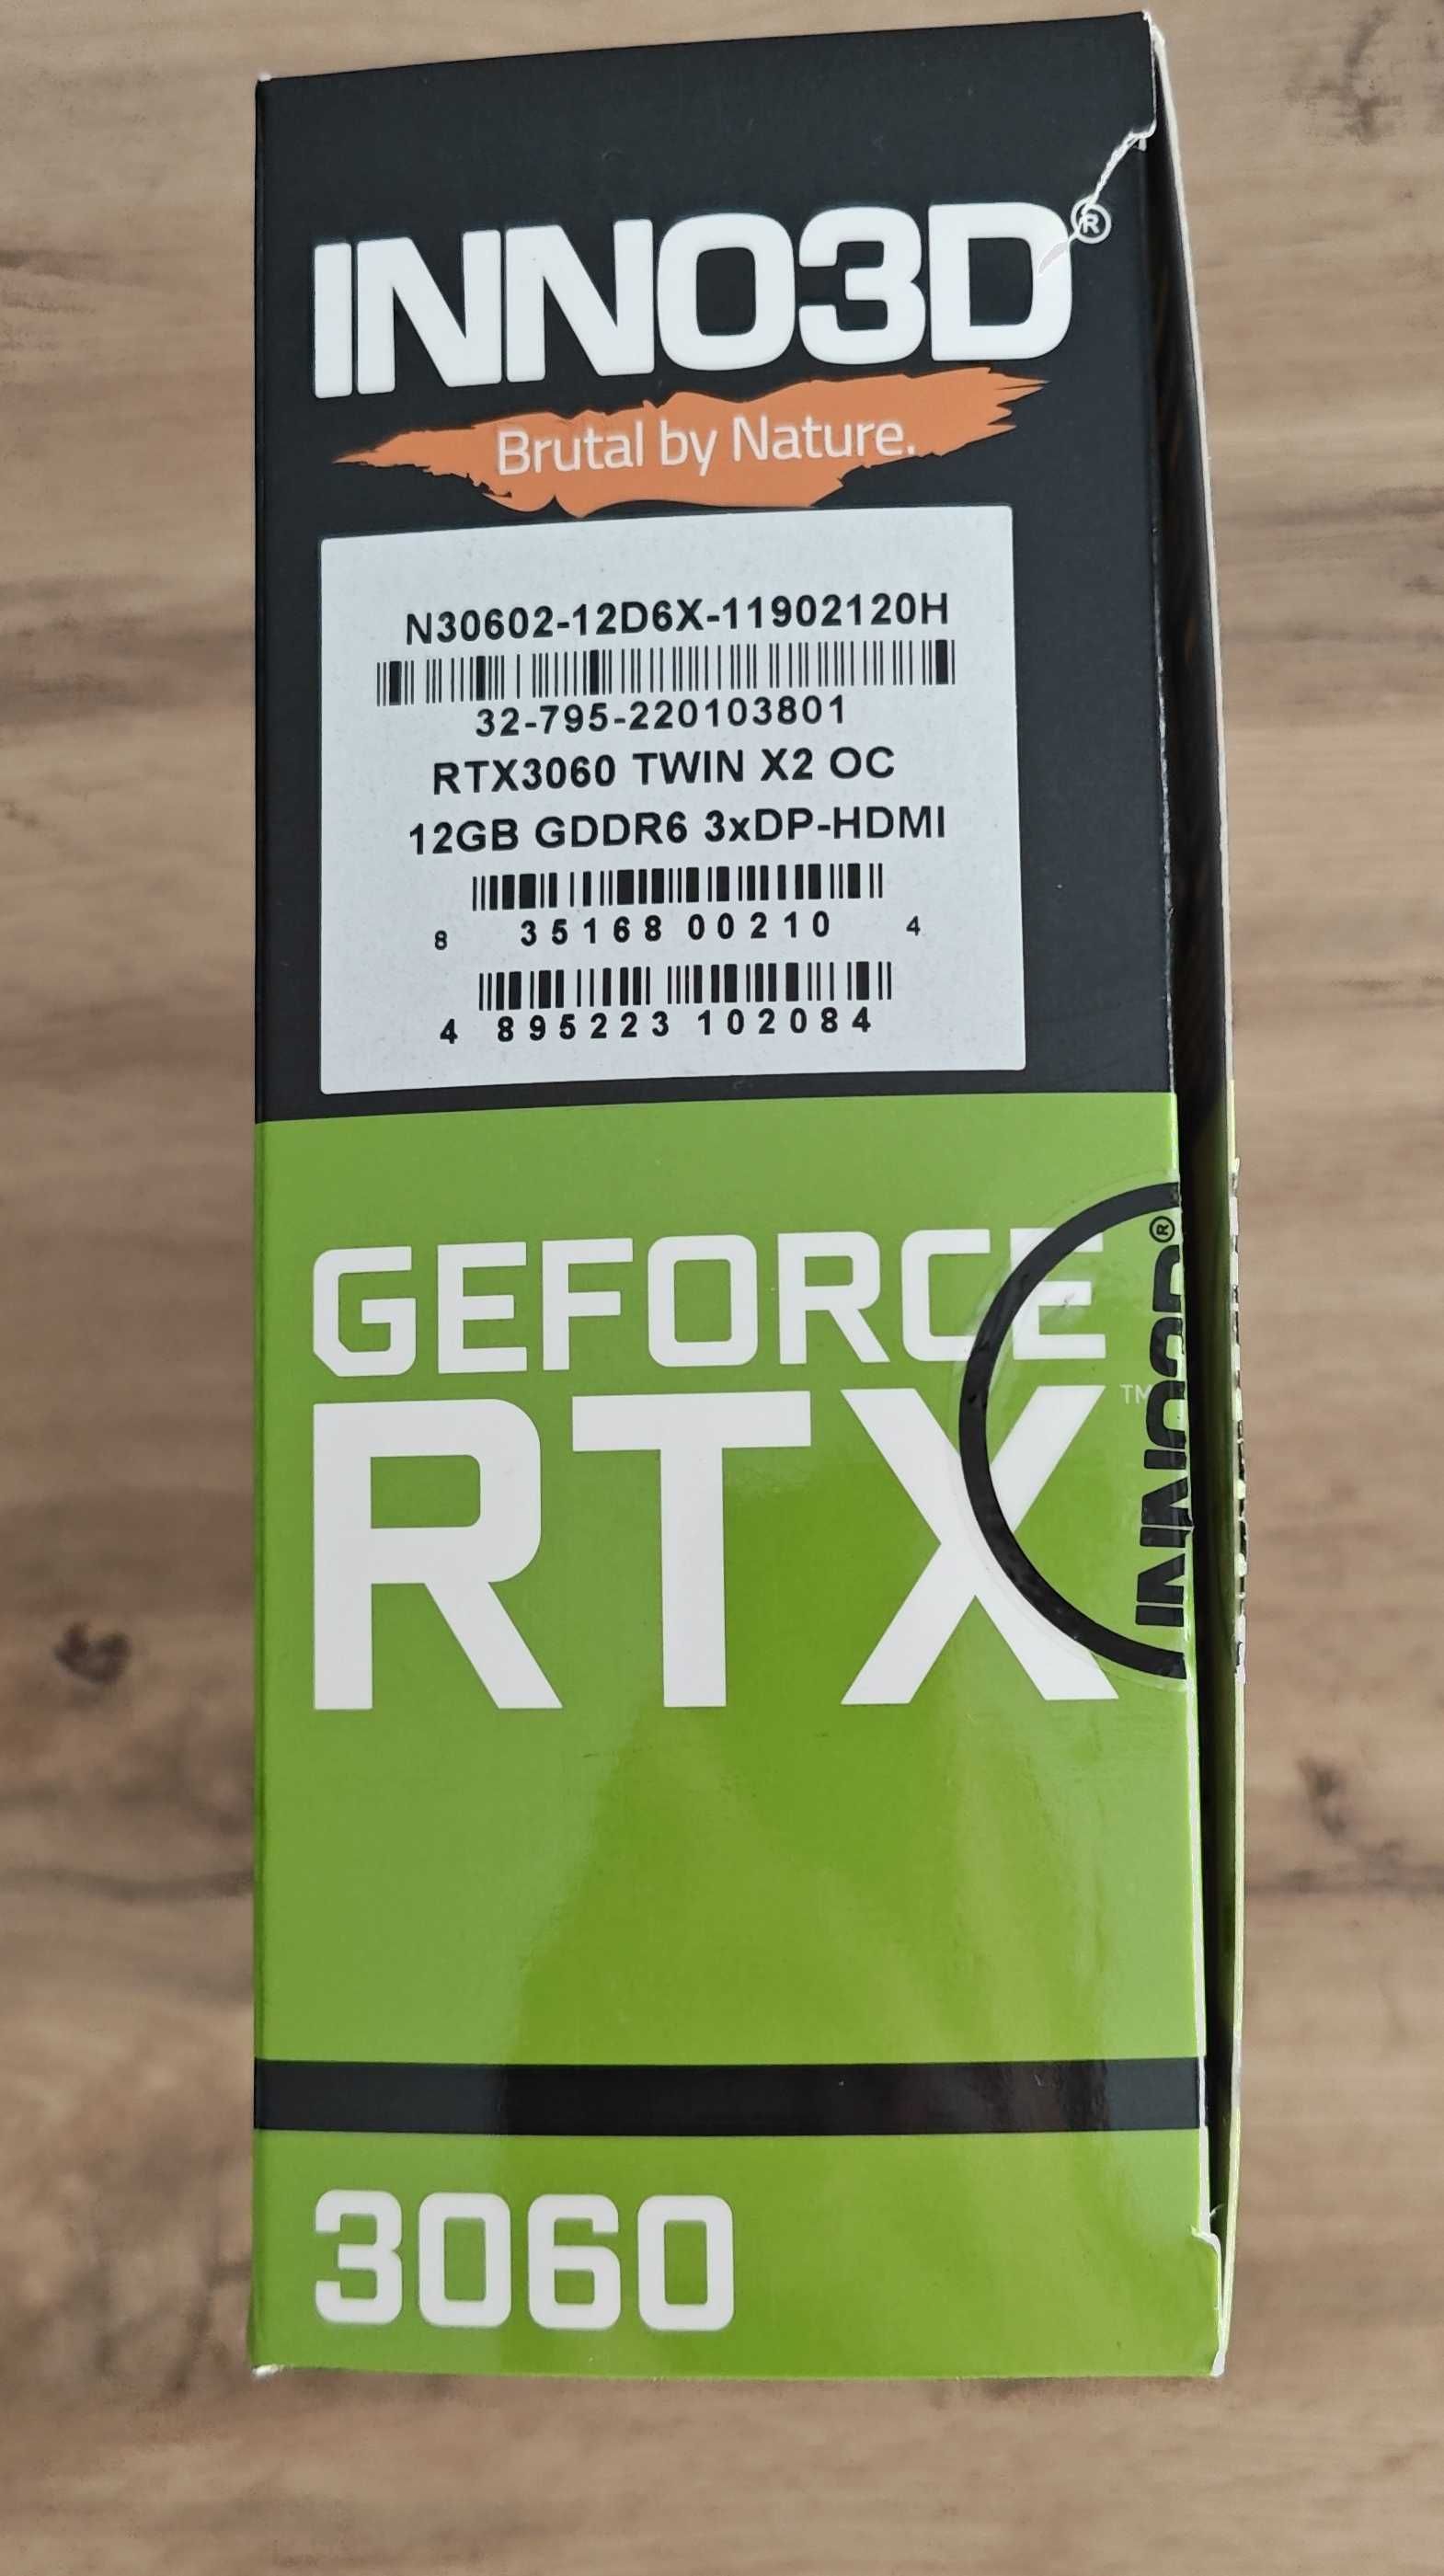 INNO3D®
Brutal by Nature.
N30602-12D6X-11902120H
32-795-220103801
RTX3060 TWIN X2 OC
12GB GDDR6 3xDP-HDMI
8 35168 00210 4
4 895223 102084
GEFORCE
RTX™
INNO3D®
3060